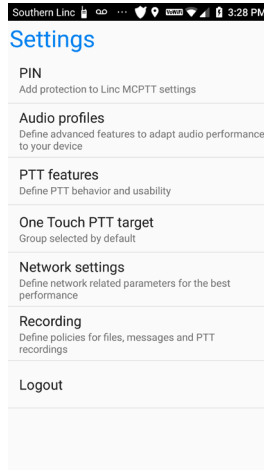 Southern Linc ... VoWiFi 3:28 PM
Settings
PIN
Add protection to Linc MCPTT settings
Audio profiles
Define advanced features to adapt audio performance
to your device
PTT features
Define PTT behavior and usability
One Touch PTT target
Group selected by default
Network settings
Define network related parameters for the best
performance
Recording
Define policies for files, messages and PTT
recordings
Logout